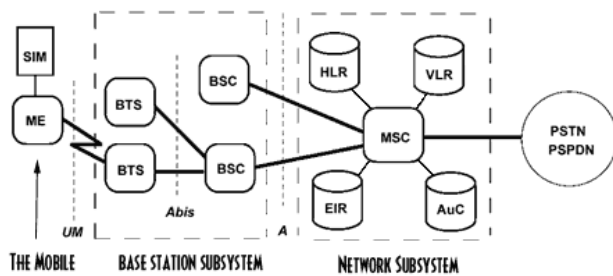 SIM
ME
BTS
BTS
BSC
BSC
HLR
VLR
MSC
EIR
AuC
PSTN
PSPDN
UM
Abis
A
THE MOBILE
BASE STATION SUBSYSTEM
NETWORK SUBSYSTEM